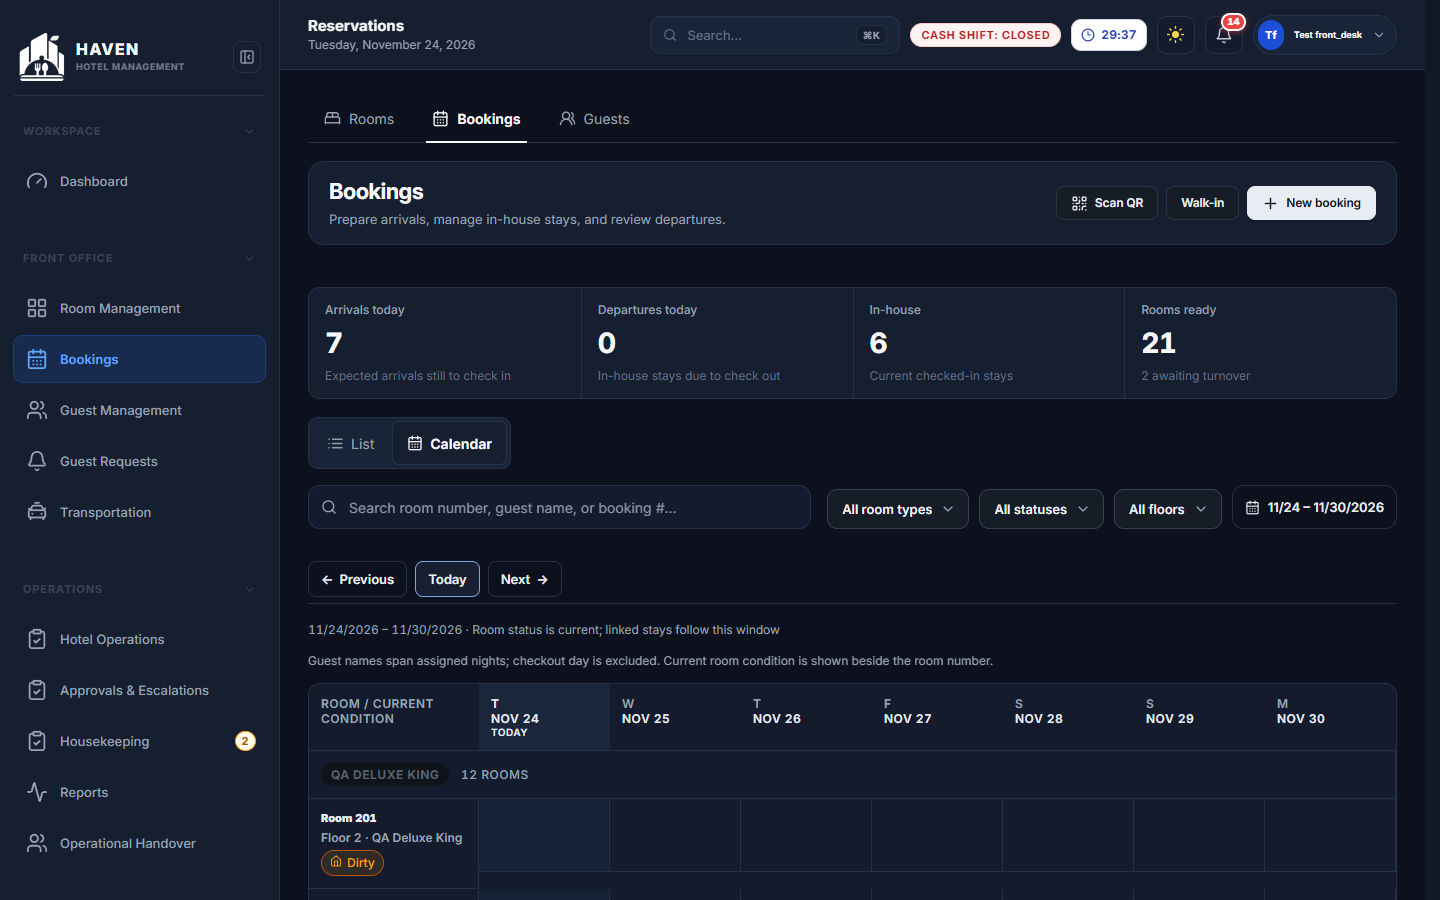 HAVEN
HOTEL MANAGEMENT
WORKSPACE
Dashboard
FRONT OFFICE
Room Management
Bookings
Guest Management
Guest Requests
Transportation
OPERATIONS
Hotel Operations
Approvals & Escalations
Housekeeping
2
Reports
Operational Handover
Reservations
Tuesday, November 24, 2026
Search...
⌘K
CASH SHIFT: CLOSED
29:37
14
Tf
Test front_desk
Rooms
Bookings
Guests
Bookings
Prepare arrivals, manage in-house stays, and review departures.
Scan QR
Walk-in
New booking
Arrivals today
7
Expected arrivals still to check in
Departures today
0
In-house stays due to check out
In-house
6
Current checked-in stays
Rooms ready
21
2 awaiting turnover
List
Calendar
Search room number, guest name, or booking #...
All room types
All statuses
All floors
11/24 – 11/30/2026
← Previous
Today
Next →
11/24/2026 – 11/30/2026 · Room status is current; linked stays follow this window
Guest names span assigned nights; checkout day is excluded. Current room condition is shown beside the room number.
ROOM / CURRENT
CONDITION
T
NOV 24
TODAY
W
NOV 25
T
NOV 26
F
NOV 27
S
NOV 28
S
NOV 29
M
NOV 30
QA DELUXE KING
12 ROOMS
Room 201
Floor 2 · QA Deluxe King
Dirty